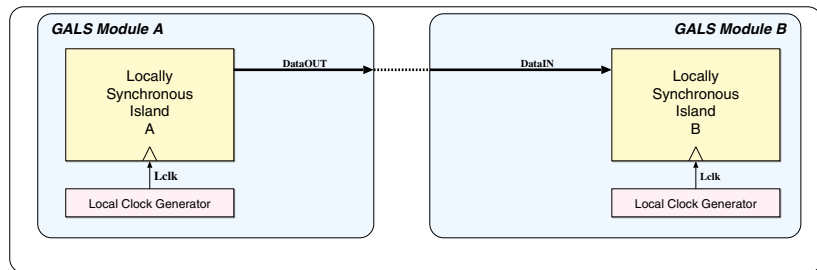 GALS Module A
GALS Module B
Locally
Synchronous
Island
A
DataOUT
DataIN
Locally
Synchronous
Island
B
Lclk
Lclk
Local Clock Generator
Local Clock Generator